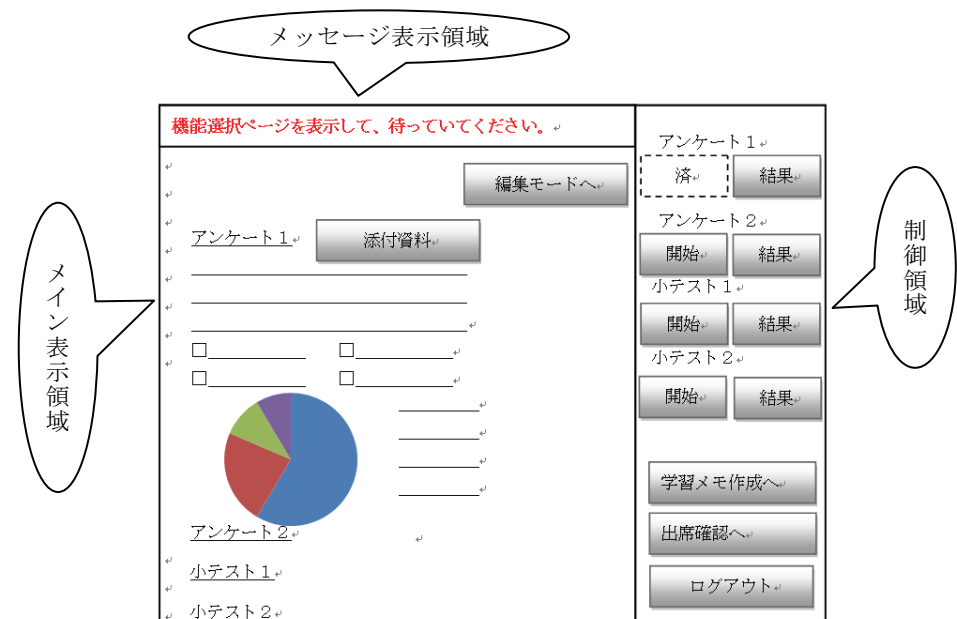 メッセージ表示領域
機能選択ページを表示して、待っていてください。
編集モードへ
アンケート1
添付資料
アンケート2
小テスト1
小テスト2
アンケート1
済
結果
アンケート2
開始
結果
小テスト1
開始
結果
小テスト2
開始
結果
学習メモ作成へ
出席確認へ
ログアウト
メイン表示領域
制御領域